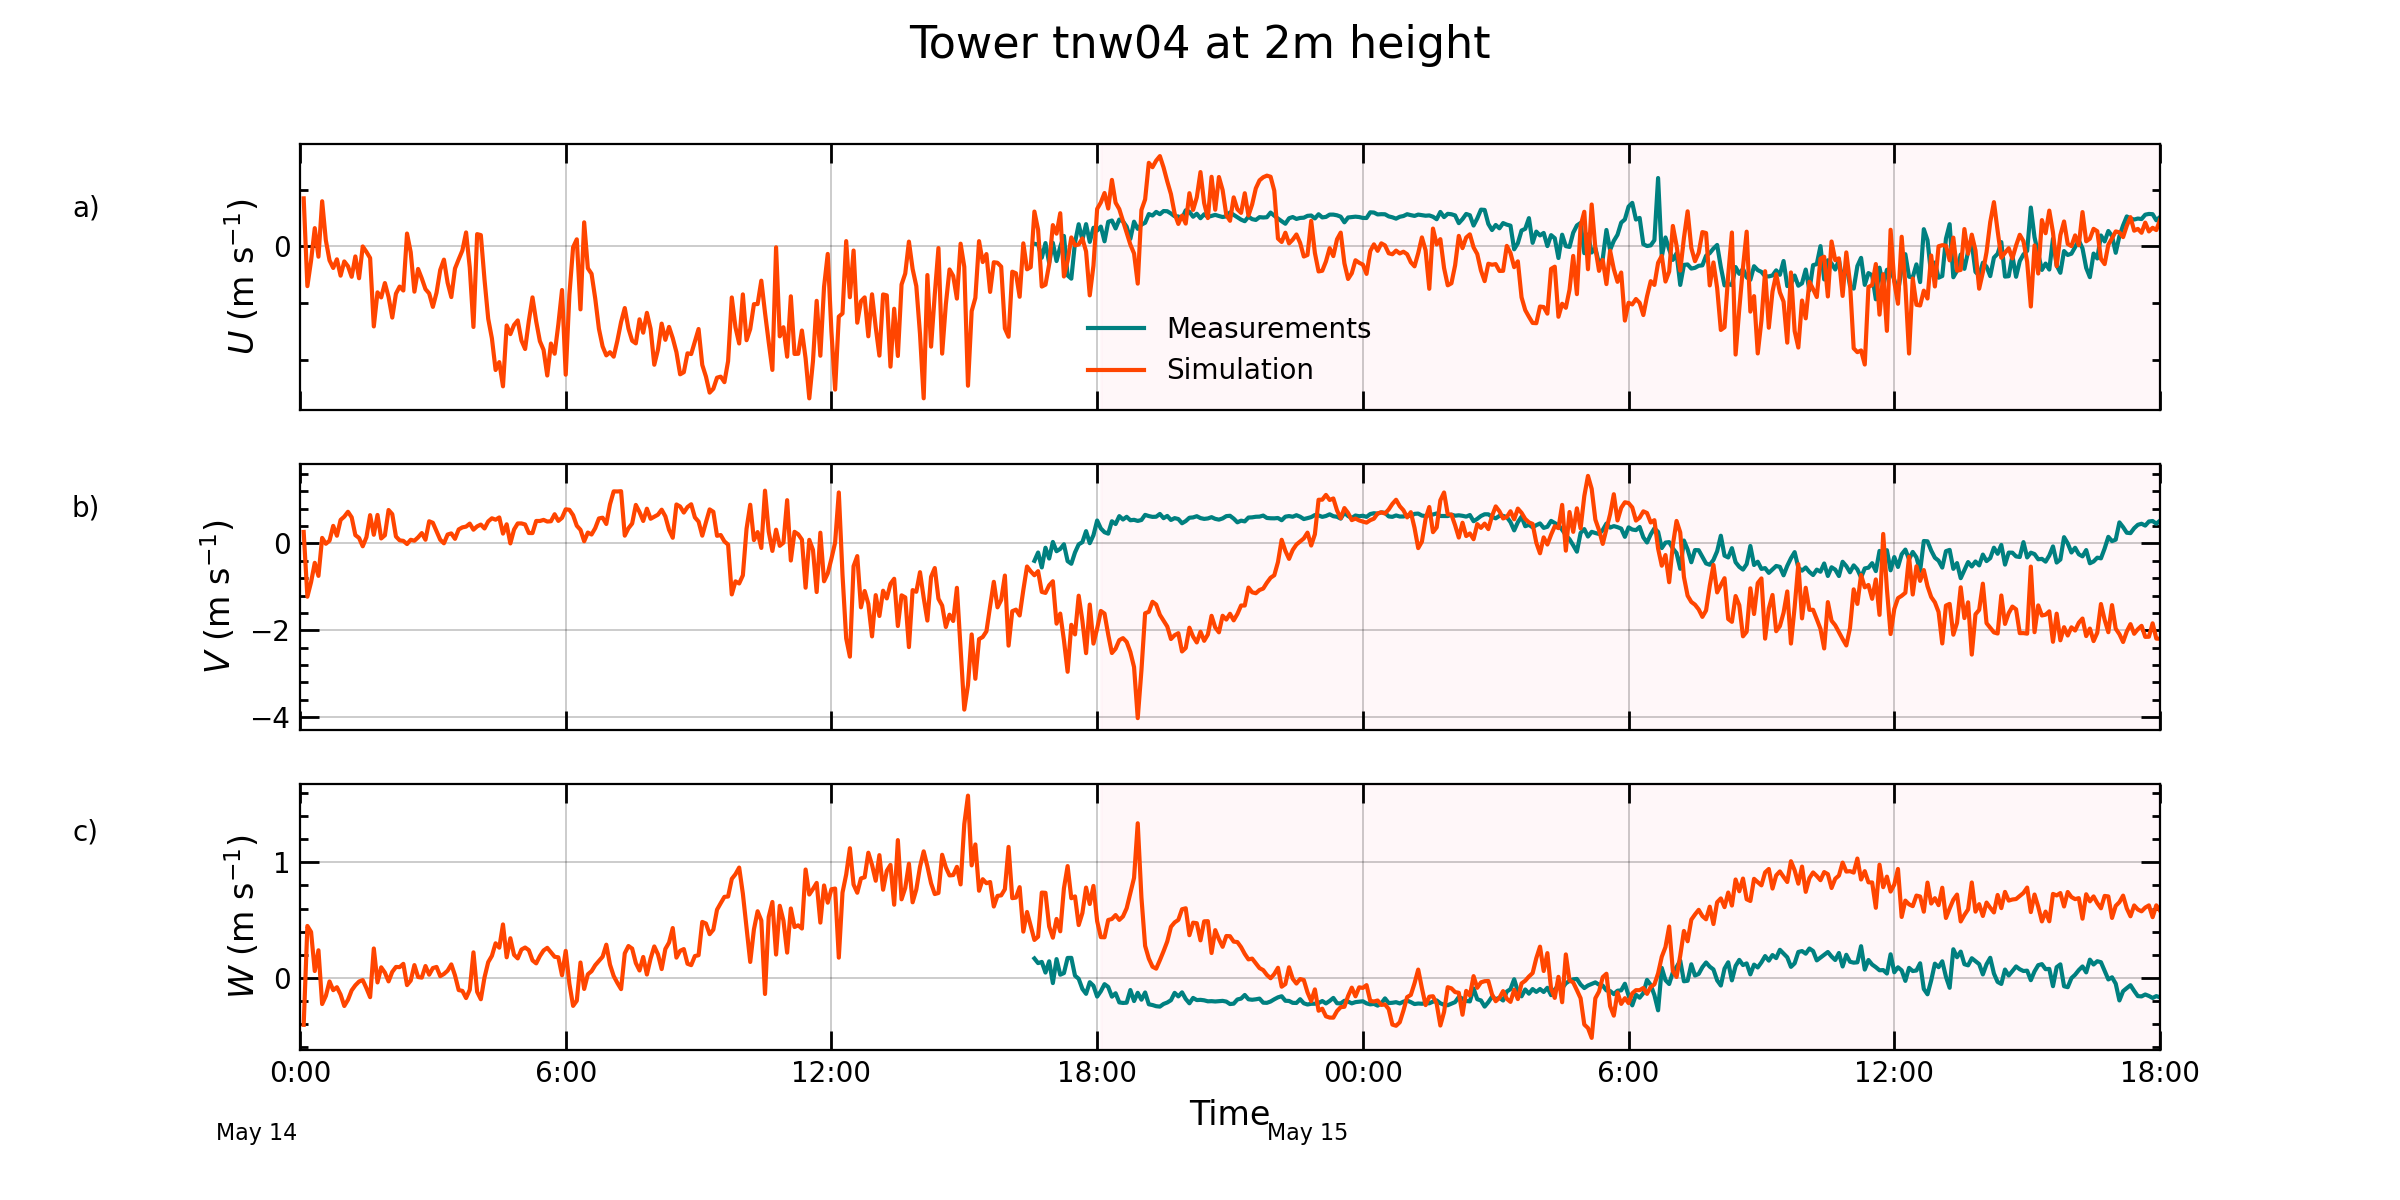 Tower tnw04 at 2m height
a)
U (m s⁻¹)
0
Measurements
Simulation
b)
V (m s⁻¹)
0
−2
−4
c)
W (m s⁻¹)
1
0
0:00 6:00 12:00 18:00 00:00 6:00 12:00 18:00
Time
May 14 May 15